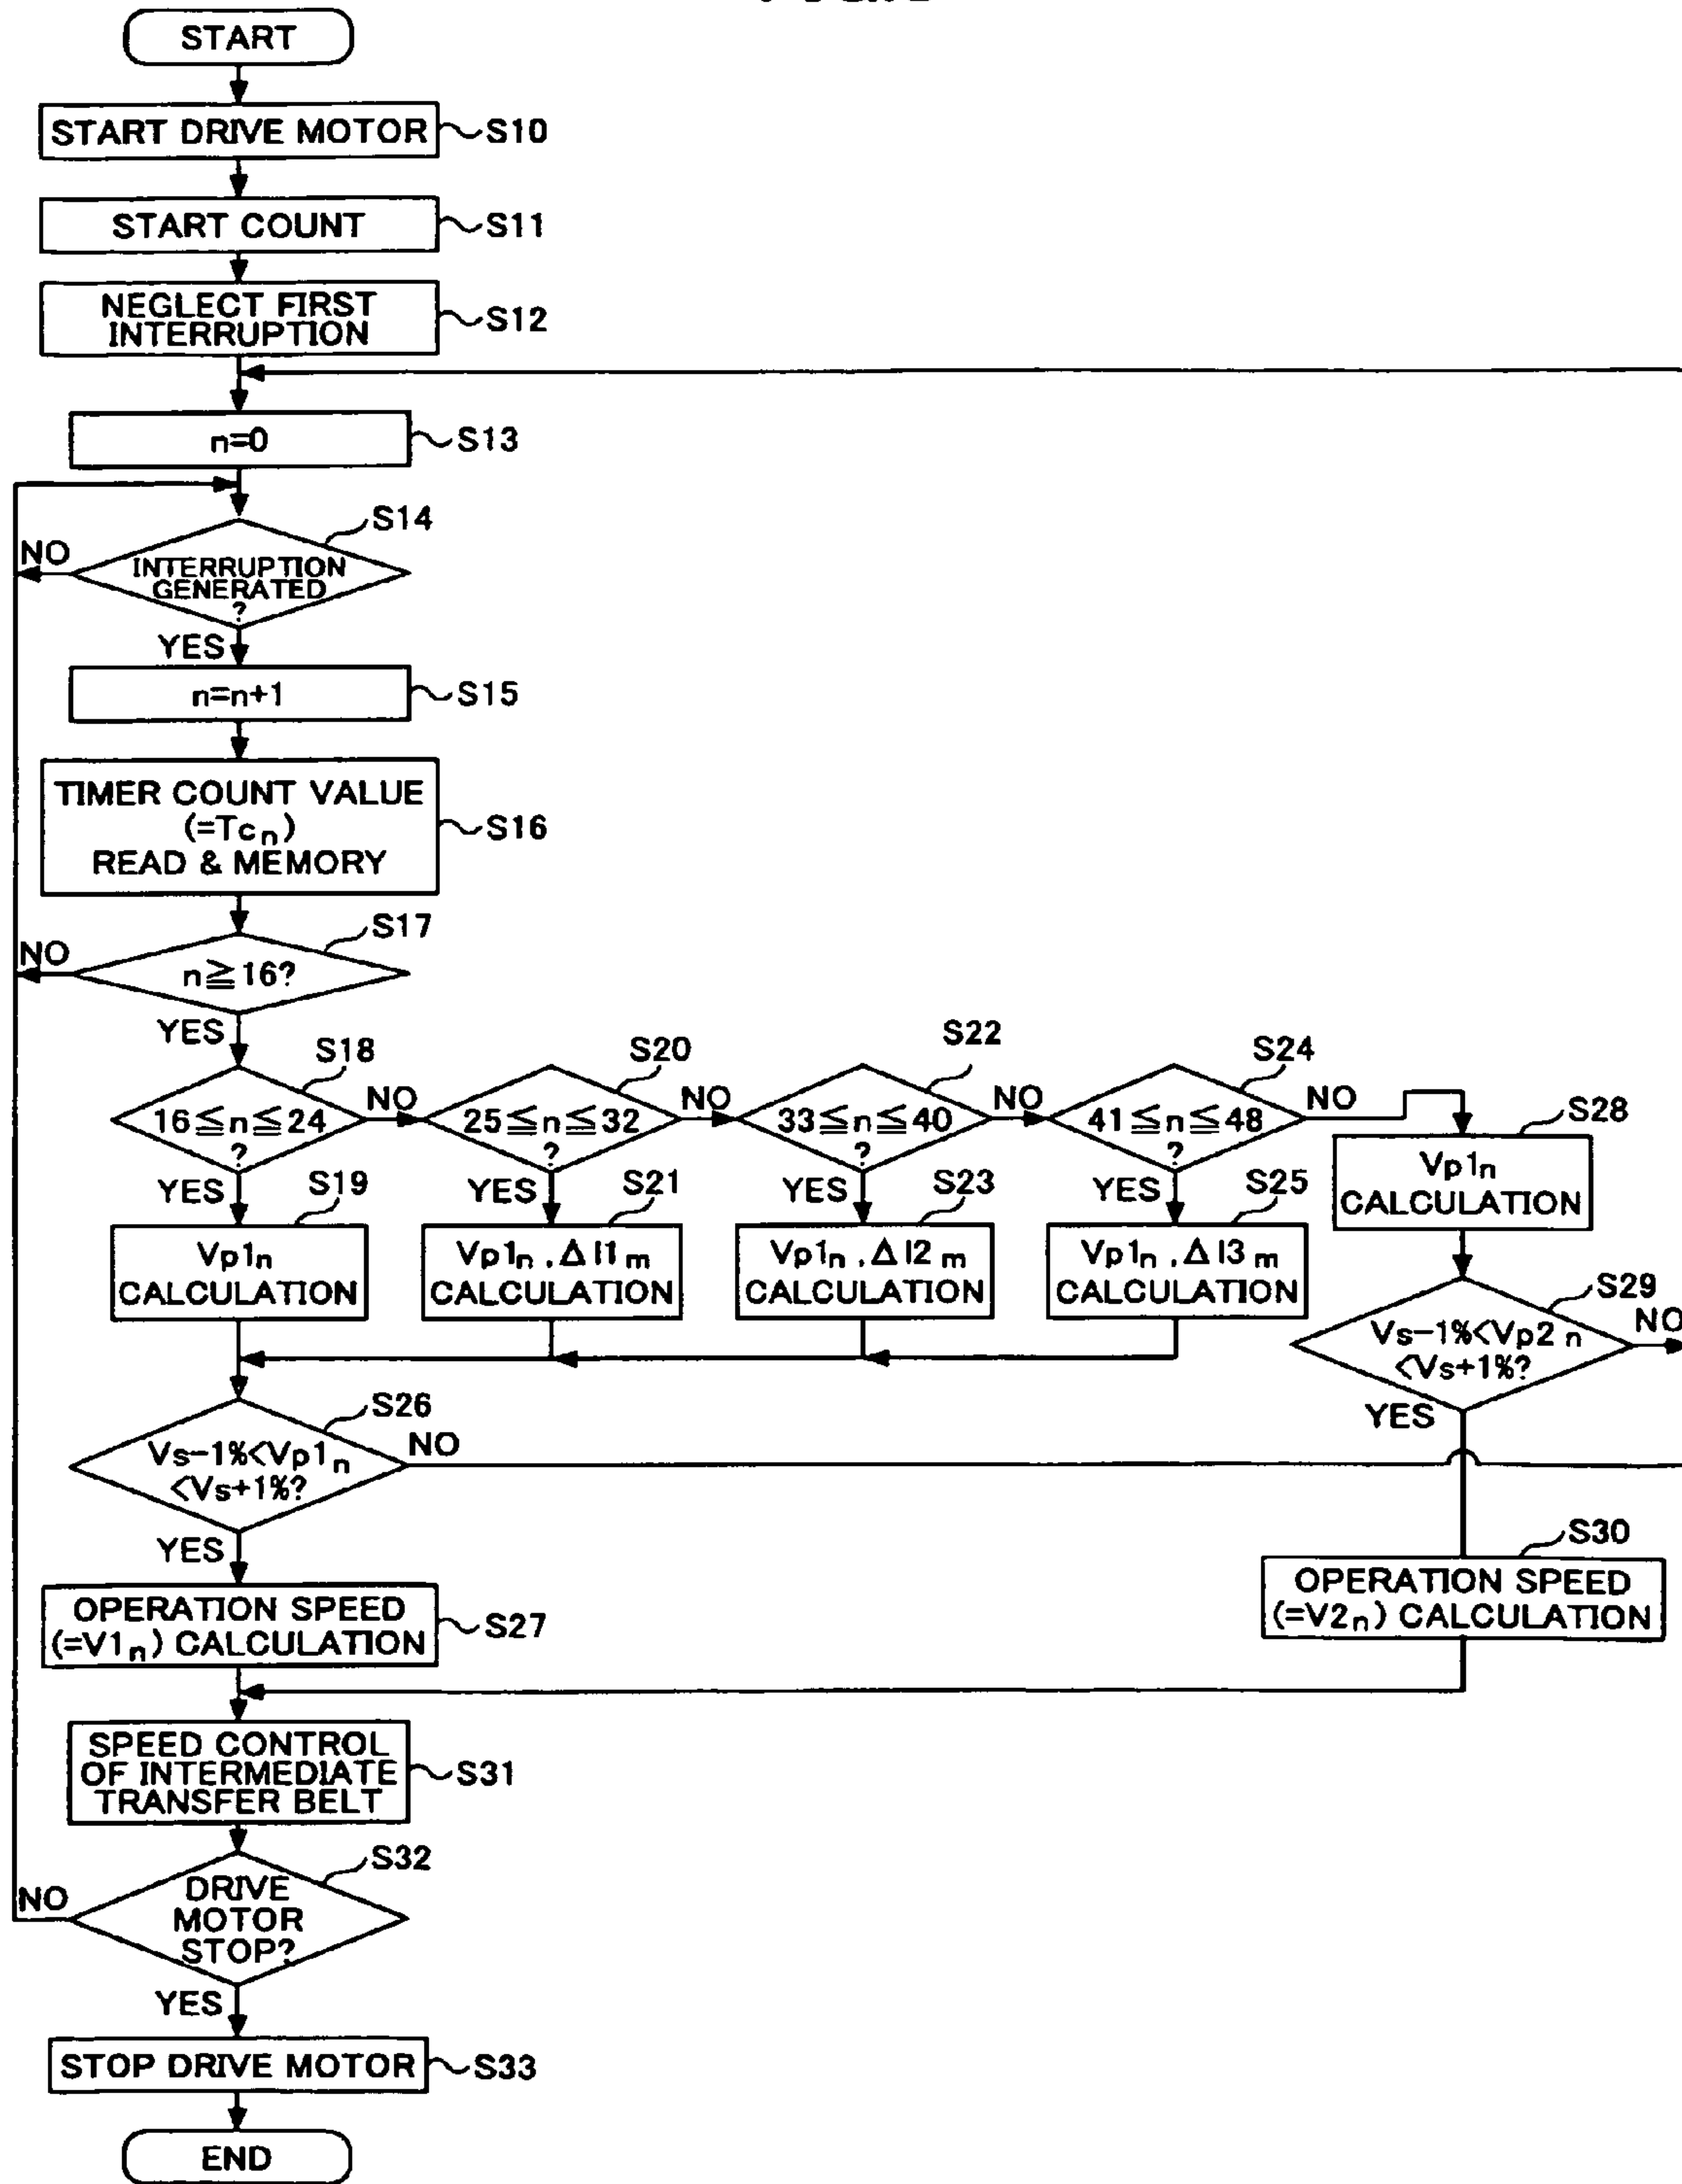 START
START DRIVE MOTOR
S10
START COUNT
S11
NEGLECT FIRST
INTERRUPTION
S12
n=0
S13
S14
NO
INTERRUPTION
GENERATED
?
YES
n=n+1
S15
TIMER COUNT VALUE
(=Tcn)
READ & MEMORY
S16
S17
NO
n≧16?
YES
S18
16≦n≦24
?
NO
YES
S19
Vp1n
CALCULATION
S20
25≦n≦32
?
NO
YES
S21
Vp1n , Δl1m
CALCULATION
S22
33≦n≦40
?
NO
YES
S23
Vp1n , Δl2m
CALCULATION
S24
41≦n≦48
?
NO
YES
S25
Vp1n , Δl3m
CALCULATION
S28
Vp1n
CALCULATION
S29
Vs−1%<Vp2n
<Vs+1%?
NO
YES
S26
Vs−1%<Vp1n
<Vs+1%?
NO
YES
OPERATION SPEED
(=V1n) CALCULATION
S27
S30
OPERATION SPEED
(=V2n) CALCULATION
SPEED CONTROL
OF INTERMEDIATE
TRANSFER BELT
S31
S32
NO
DRIVE
MOTOR
STOP?
YES
STOP DRIVE MOTOR
S33
END